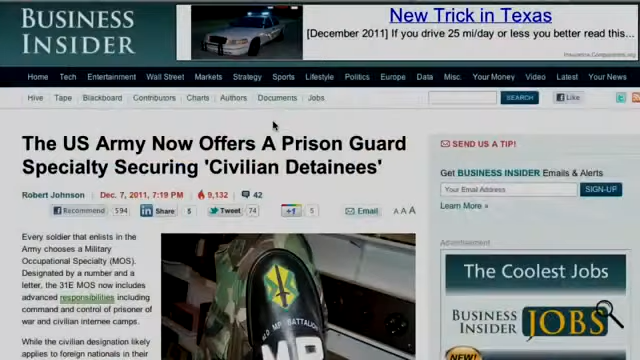 BUSINESS
INSIDER
New Trick in Texas
[December 2011] If you drive 25 mi/day or less you better read this...
Home Tech Entertainment Wall Street Markets Strategy Sports Lifestyle Politics Europe Data Misc. Your Money Video Latest Your News
Hive Tape Blackboard Contributors Charts Authors Documents Jobs
SEARCH
Like
The US Army Now Offers A Prison Guard
Specialty Securing 'Civilian Detainees'
Robert Johnson Dec. 7, 2011, 7:19 PM 9,132 42
Recommend 594 Share 5 Tweet 74 +1 5 Email A A A
Every soldier that enlists in the
Army chooses a Military
Occupational Specialty (MOS).
Designated by a number and a
letter, the 31E MOS now includes
advanced responsibilities including
command and control of prisoner of
war and civilian internee camps.
While the civilian designation likely
applies to foreign nationals in their
MP BATTALION
MP
SEND US A TIP!
Get BUSINESS INSIDER Emails & Alerts
Your Email Address SIGN-UP
Learn More »
Advertisement
The Coolest Jobs
BUSINESS
INSIDER
JOBS
NEW!